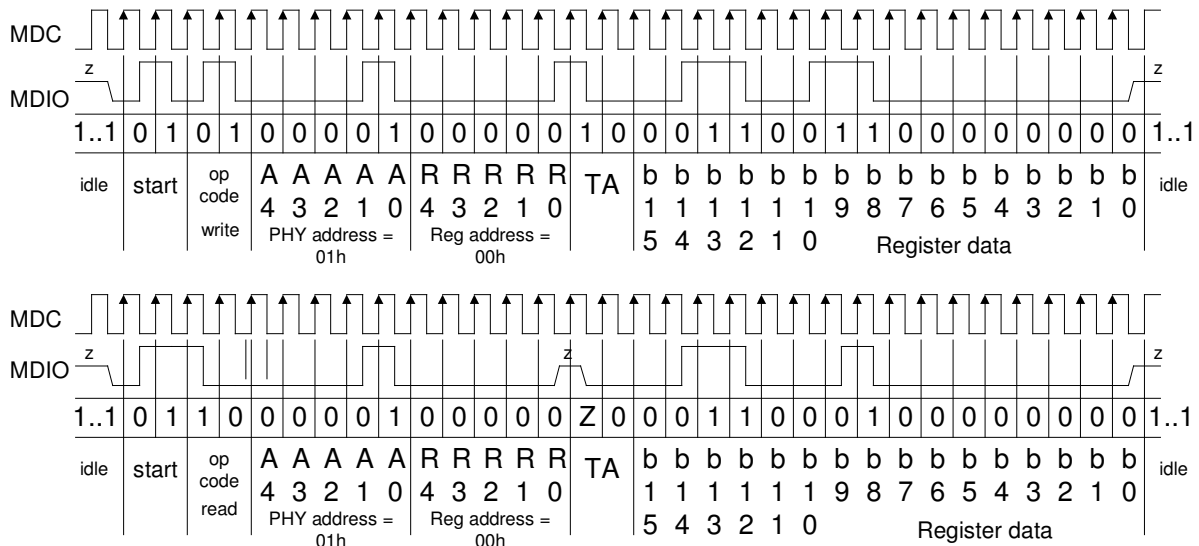 MDC
z z
MDIO
1..1 0 1 0 1 0 0 0 0 1 0 0 0 0 0 1 0 0 0 1 1 0 0 1 1 0 0 0 0 0 0 0 0 1..1
idle start op code write A A A A A R R R R R TA b b b b b b b b b b b b b b b b idle
4 3 2 1 0 4 3 2 1 0 1 1 1 1 1 1 9 8 7 6 5 4 3 2 1 0
PHY address = 01h Reg address = 00h 5 4 3 2 1 0 Register data
MDC
z z z
MDIO
1..1 0 1 1 0 0 0 0 0 1 0 0 0 0 0 Z 0 0 0 1 1 0 0 0 1 0 0 0 0 0 0 0 0 1..1
idle start op code read A A A A A R R R R R TA b b b b b b b b b b b b b b b b idle
4 3 2 1 0 4 3 2 1 0 1 1 1 1 1 1 9 8 7 6 5 4 3 2 1 0
PHY address = 01h Reg address = 00h 5 4 3 2 1 0 Register data